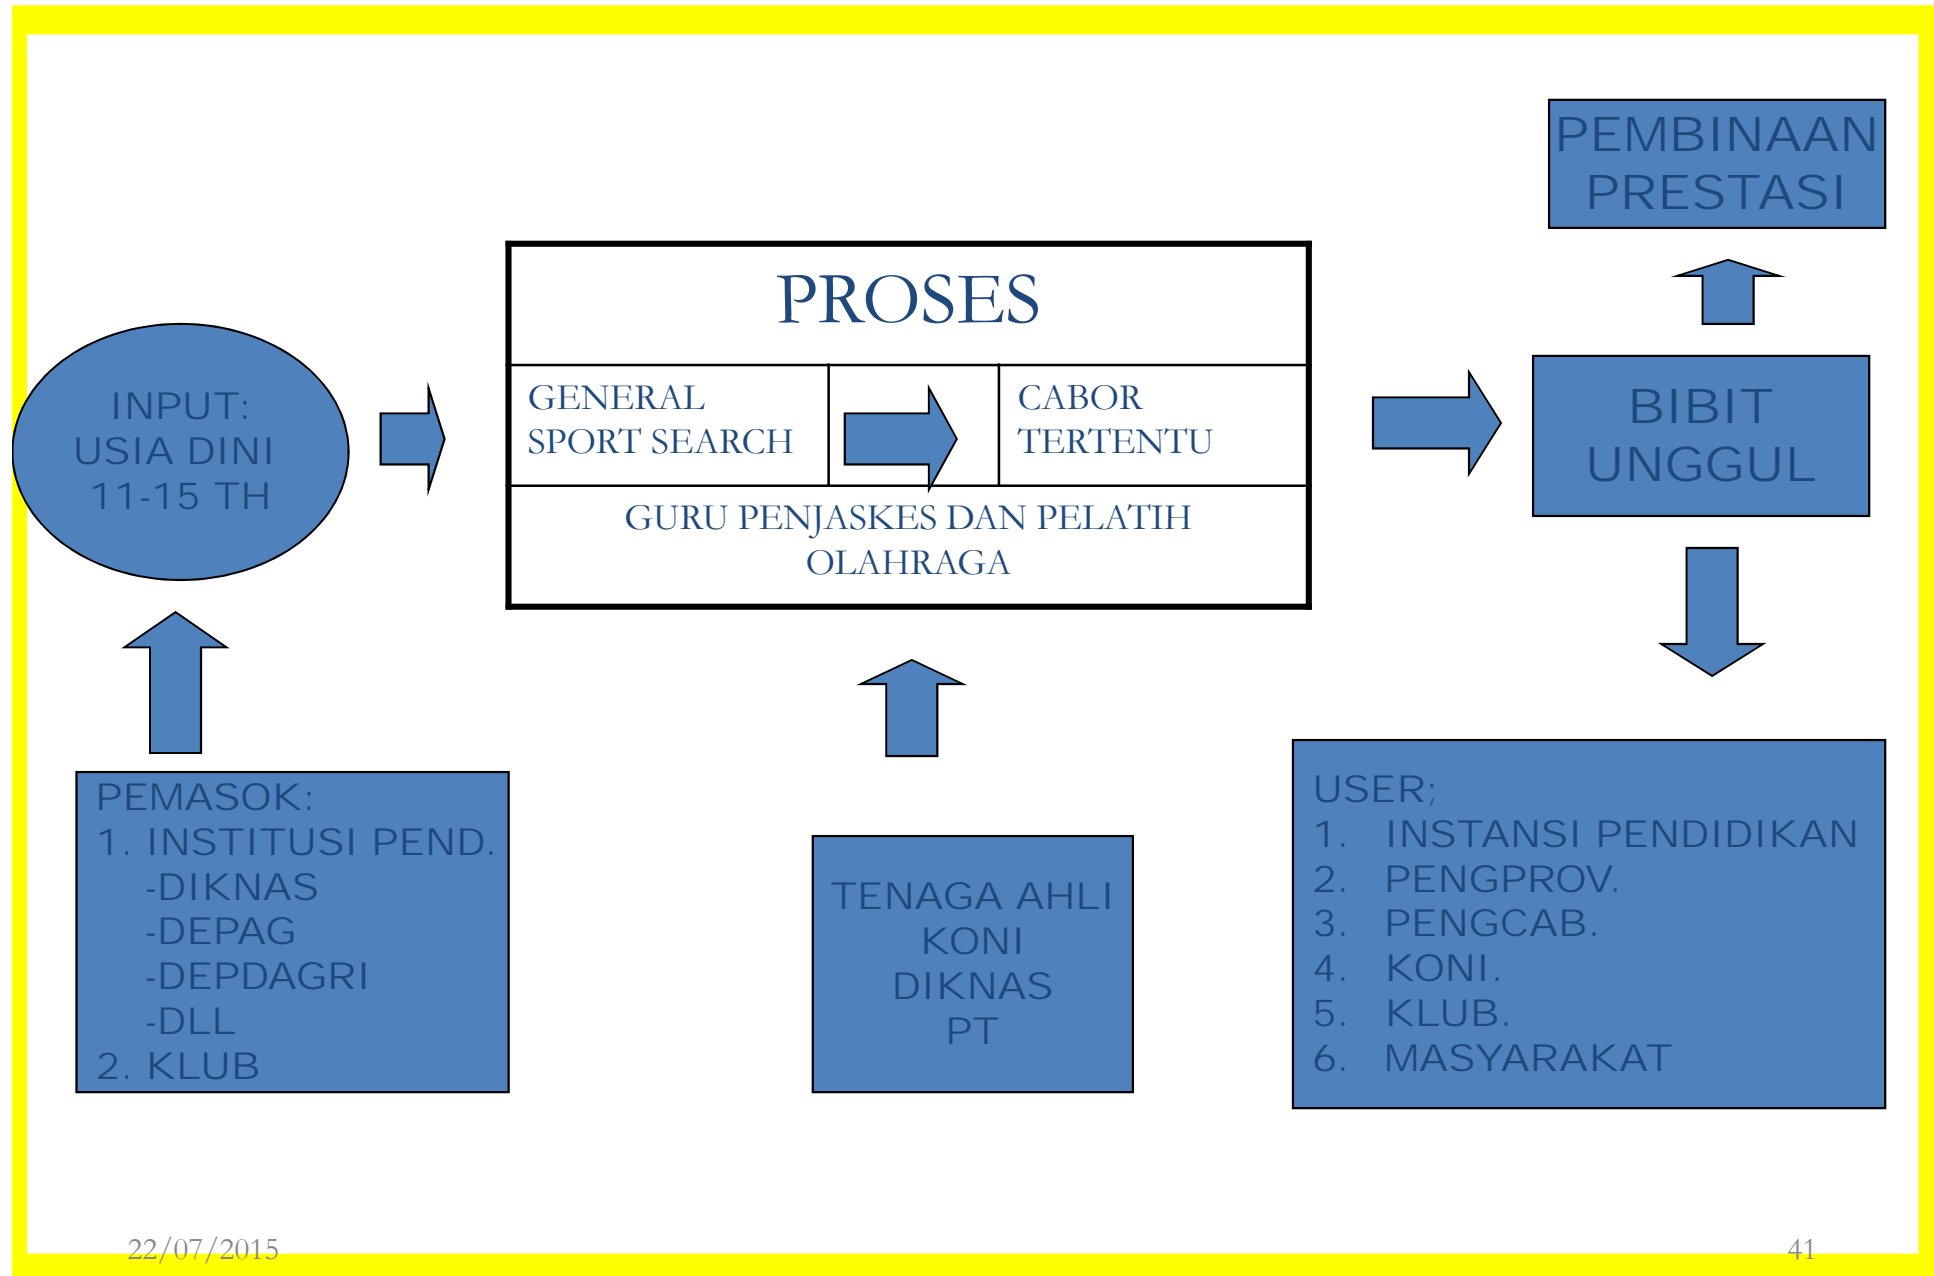 PEMBINAAN
PRESTASI
PROSES
GENERAL
SPORT SEARCH
CABOR
TERTENTU
GURU PENJASKES DAN PELATIH
OLAHRAGA
INPUT:
USIA DINI
11-15 TH
BIBIT
UNGGUL
PEMASOK:
1. INSTITUSI PEND.
-DIKNAS
-DEPAG
-DEPDAGRI
-DLL
2. KLUB
TENAGA AHLI
KONI
DIKNAS
PT
USER;
1. INSTANSI PENDIDIKAN
2. PENGPROV.
3. PENGCAB.
4. KONI.
5. KLUB.
6. MASYARAKAT
22/07/2015
41